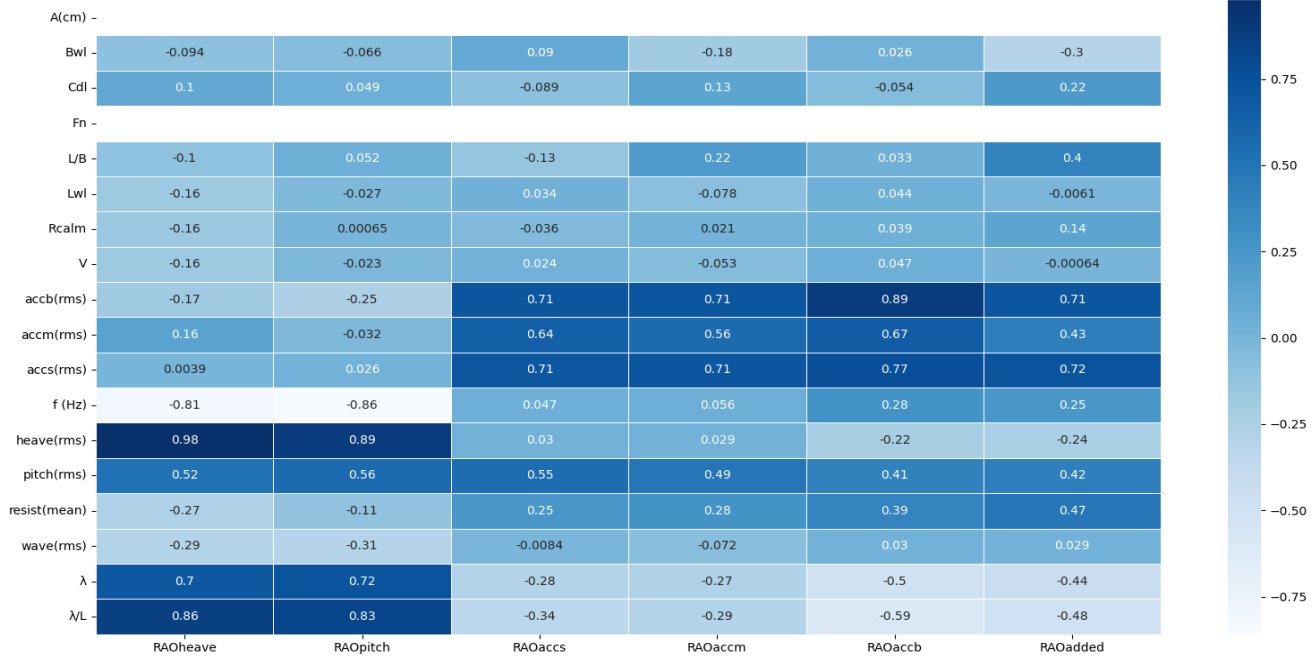 A(cm)
Bwl -0.094 -0.066 0.09 -0.18 0.026 -0.3
Cdl 0.1 0.049 -0.089 0.13 -0.054 0.22
Fn
L/B -0.1 0.052 -0.13 0.22 0.033 0.4
Lwl -0.16 -0.027 0.034 -0.078 0.044 -0.0061
Rcalm -0.16 0.00065 -0.036 0.021 0.039 0.14
V -0.16 -0.023 0.024 -0.053 0.047 -0.00064
accb(rms) -0.17 -0.25 0.71 0.71 0.89 0.71
accm(rms) 0.16 -0.032 0.64 0.56 0.67 0.43
accs(rms) 0.0039 0.026 0.71 0.71 0.77 0.72
f (Hz) -0.81 -0.86 0.047 0.056 0.28 0.25
heave(rms) 0.98 0.89 0.03 0.029 -0.22 -0.24
pitch(rms) 0.52 0.56 0.55 0.49 0.41 0.42
resist(mean) -0.27 -0.11 0.25 0.28 0.39 0.47
wave(rms) -0.29 -0.31 -0.0084 -0.072 0.03 0.029
λ 0.7 0.72 -0.28 -0.27 -0.5 -0.44
λ/L 0.86 0.83 -0.34 -0.29 -0.59 -0.48
RAOheave RAOpitch RAOaccs RAOaccm RAOaccb RAOadded
0.75
0.50
0.25
0.00
−0.25
−0.50
−0.75